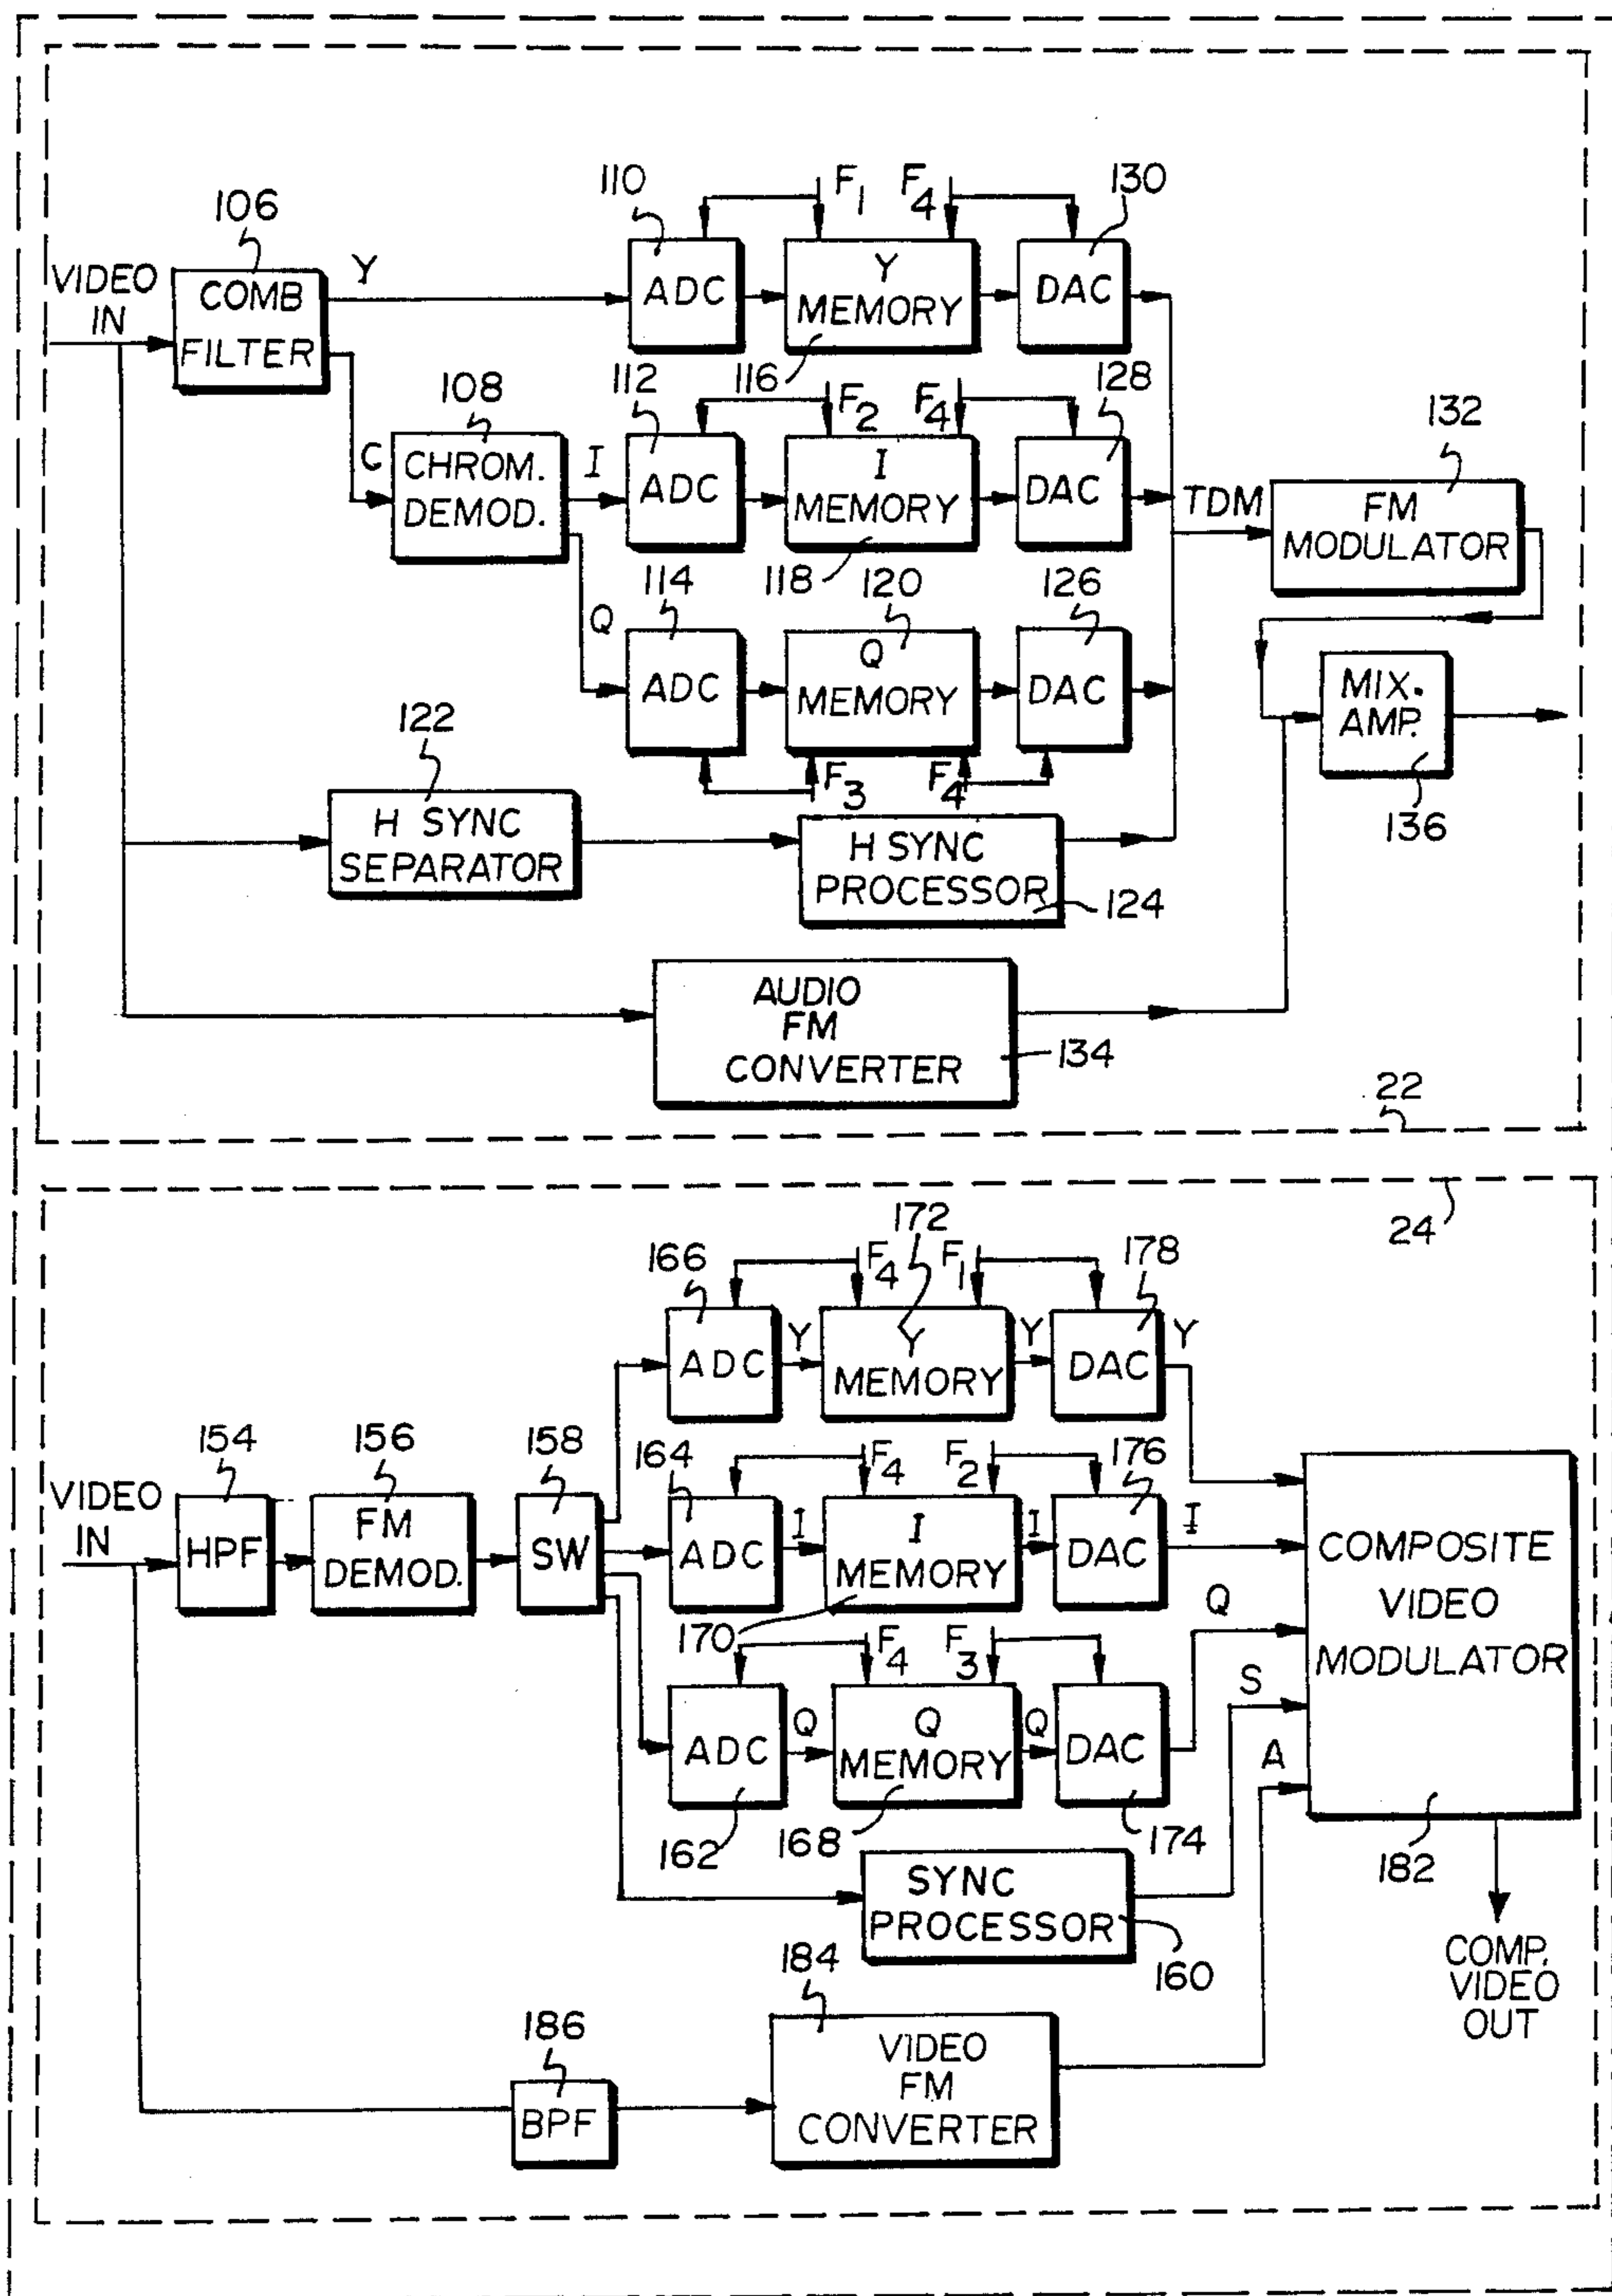 110
F1
F4
130
106
Y
VIDEO
IN
COMB
FILTER
ADC
Y
MEMORY
DAC
116
112
F2
F4
128
108
132
C
CHROM.
DEMOD.
I
ADC
I
MEMORY
DAC
TDM
FM
MODULATOR
114
118
120
126
Q
ADC
Q
MEMORY
DAC
MIX.
AMP.
122
F3
F4
136
H SYNC
SEPARATOR
H SYNC
PROCESSOR
124
AUDIO
FM
CONVERTER
134
22
24
172
166
F4
F1
178
ADC
Y
Y
MEMORY
Y
DAC
Y
154
156
158
164
F4
F2
176
VIDEO
IN
HPF
FM
DEMOD.
SW
ADC
I
I
MEMORY
I
DAC
I
COMPOSITE
VIDEO
MODULATOR
170
F4
F3
Q
ADC
Q
Q
MEMORY
Q
DAC
S
A
162
168
174
182
SYNC
PROCESSOR
160
COMP.
VIDEO
OUT
184
186
BPF
VIDEO
FM
CONVERTER